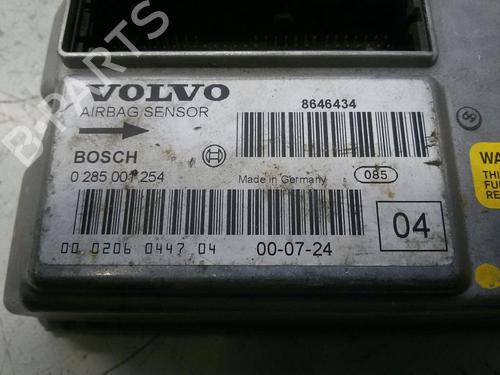 VOLVO
AIRBAG SENSOR
8646434
BOSCH
0 285 001 254
Made in Germany
085
00 0206 0447 04
00-07-24
04
WA
THI
FUN
RE
B-PARTS